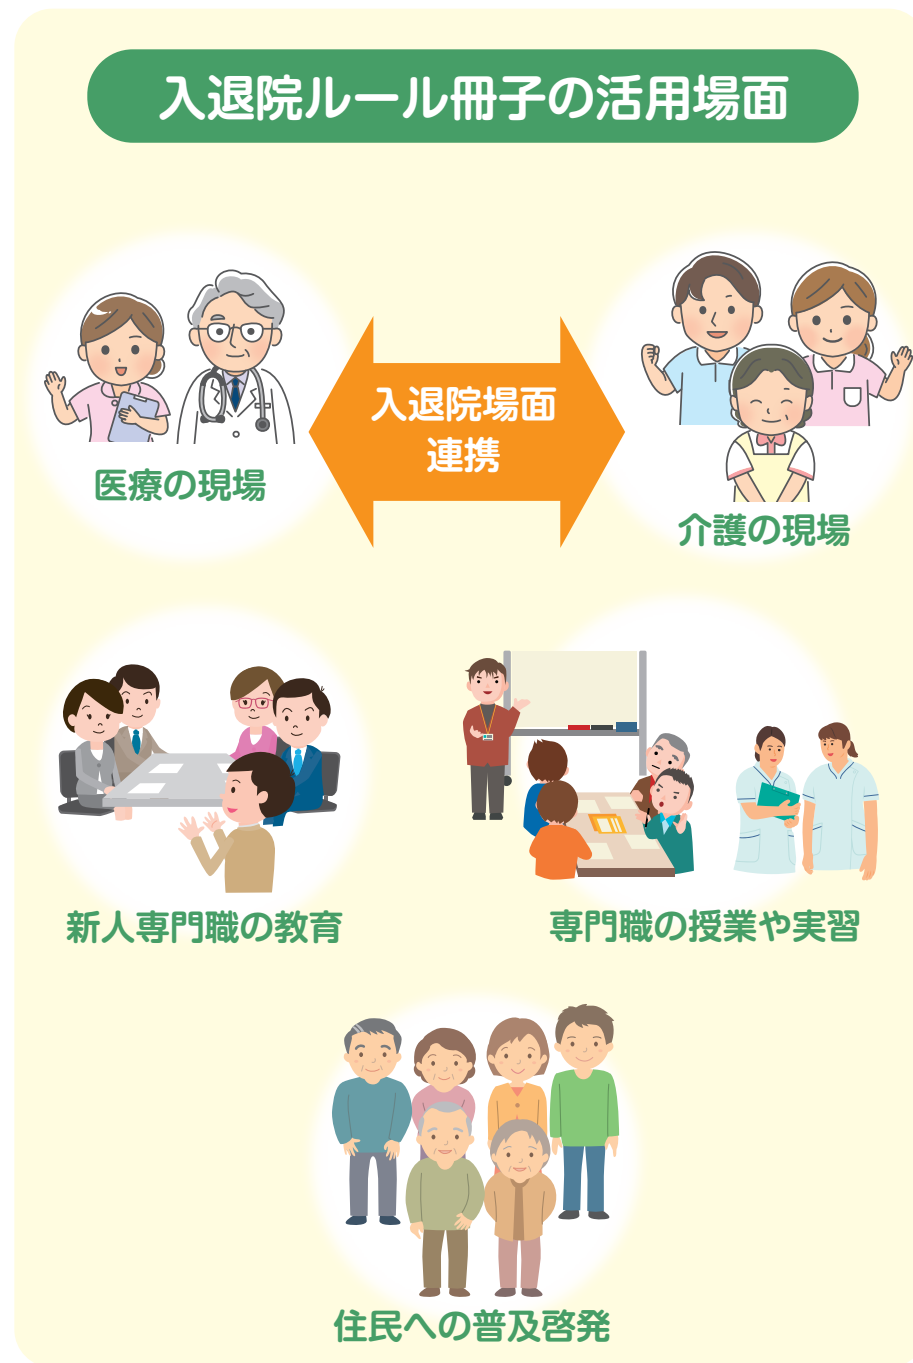 入退院ルール冊子の活用場面
入退院場面
連携
医療の現場
介護の現場
新人専門職の教育
専門職の授業や実習
住民への普及啓発